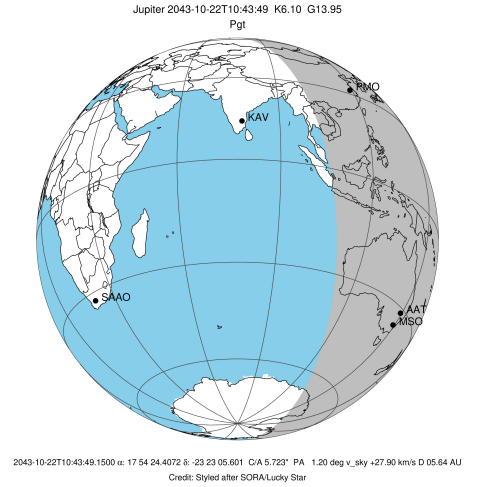 Jupiter 2043-10-22T10:43:49 K6.10 G13.95
Pgt
PMO
KAV
SAAO
AAT
MSO
2043-10-22T10:43:49.1500 α: 17 54 24.4072 δ: -23 23 05.601 C/A 5.723" PA 1.20 deg v_sky +27.90 km/s D 05.64 AU
Credit: Styled after SORA/Lucky Star